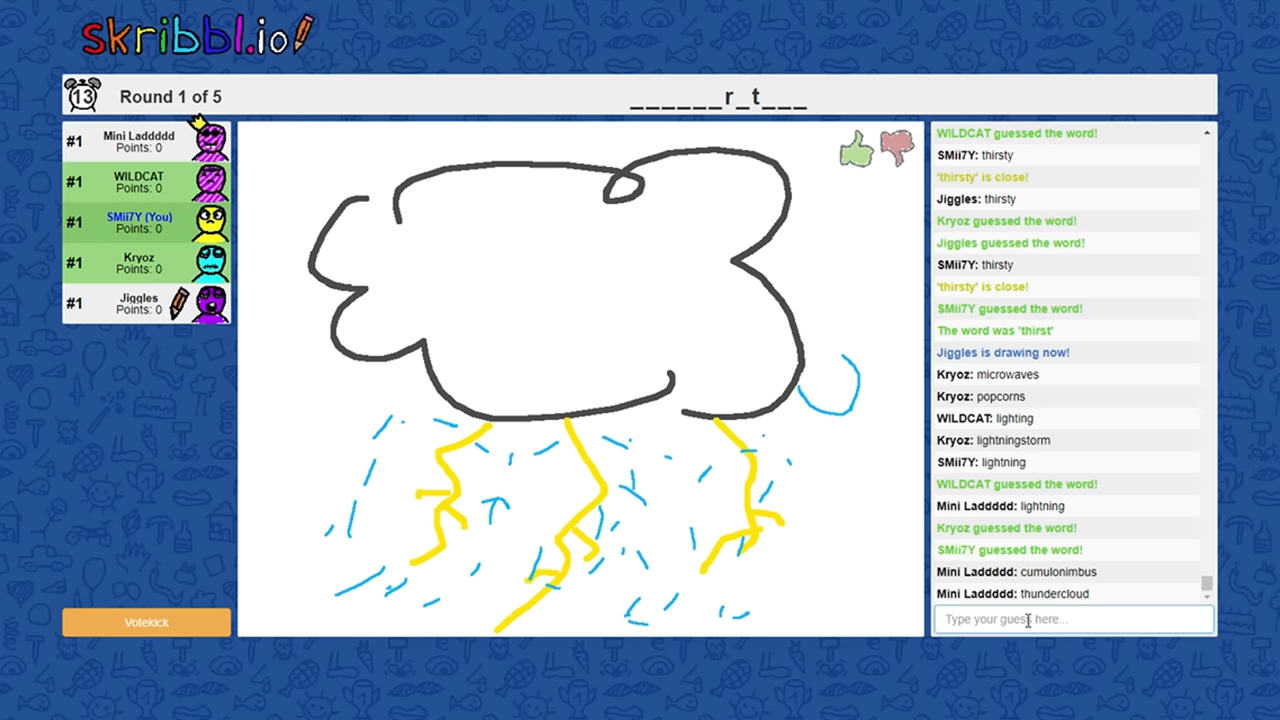 skribbl.io
13
Round 1 of 5
______r_t___
#1
Mini Laddddd
Points: 0
#1
WILDCAT
Points: 0
#1
SMii7Y (You)
Points: 0
#1
Kryoz
Points: 0
#1
Jiggles
Points: 0
Votekick
WILDCAT guessed the word!
SMii7Y: thirsty
'thirsty' is close!
Jiggles: thirsty
Kryoz guessed the word!
Jiggles guessed the word!
SMii7Y: thirsty
'thirsty' is close!
SMii7Y guessed the word!
The word was 'thirst'
Jiggles is drawing now!
Kryoz: microwaves
Kryoz: popcorns
WILDCAT: lighting
Kryoz: lightningstorm
SMii7Y: lightning
WILDCAT guessed the word!
Mini Laddddd: lightning
Kryoz guessed the word!
SMii7Y guessed the word!
Mini Laddddd: cumulonimbus
Mini Laddddd: thundercloud
Type your guess here...